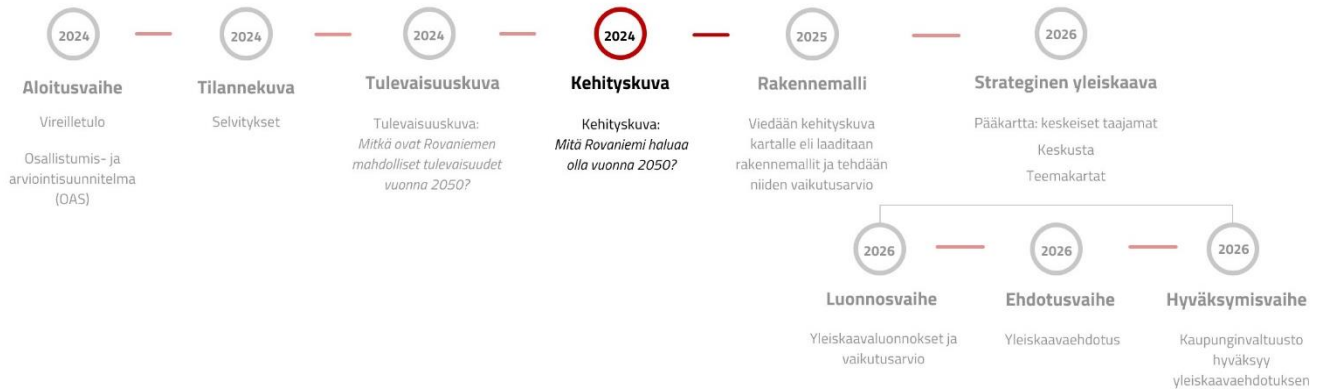 2024
Aloitusvaihe
Vireilletulo
Osallistumis- ja
arviointisuunnitelma
(OAS)
2024
Tilannekuva
Selvitykset
2024
Tulevaisuuskuva
Tulevaisuuskuva:
Mitkä ovat Rovaniemen
mahdolliset tulevaisuudet
vuonna 2050?
2024
Kehityskuva
Kehityskuva:
Mitä Rovaniemi haluaa
olla vuonna 2050?
2025
Rakennemalli
Viedään kehityskuva
kartalle eli laaditaan
rakennemallit ja tehdään
niiden vaikutusarvio
2026
Strateginen yleiskaava
Pääkartta: keskeiset taajamat
Keskusta
Teemakartat
2026
Luonnosvaihe
Yleiskaavaluonnokset ja
vaikutusarvio
2026
Ehdotusvaihe
Yleiskaavaehdotus
2026
Hyväksymisvaihe
Kaupunginvaltuusto
hyväksyy
yleiskaavaehdotuksen